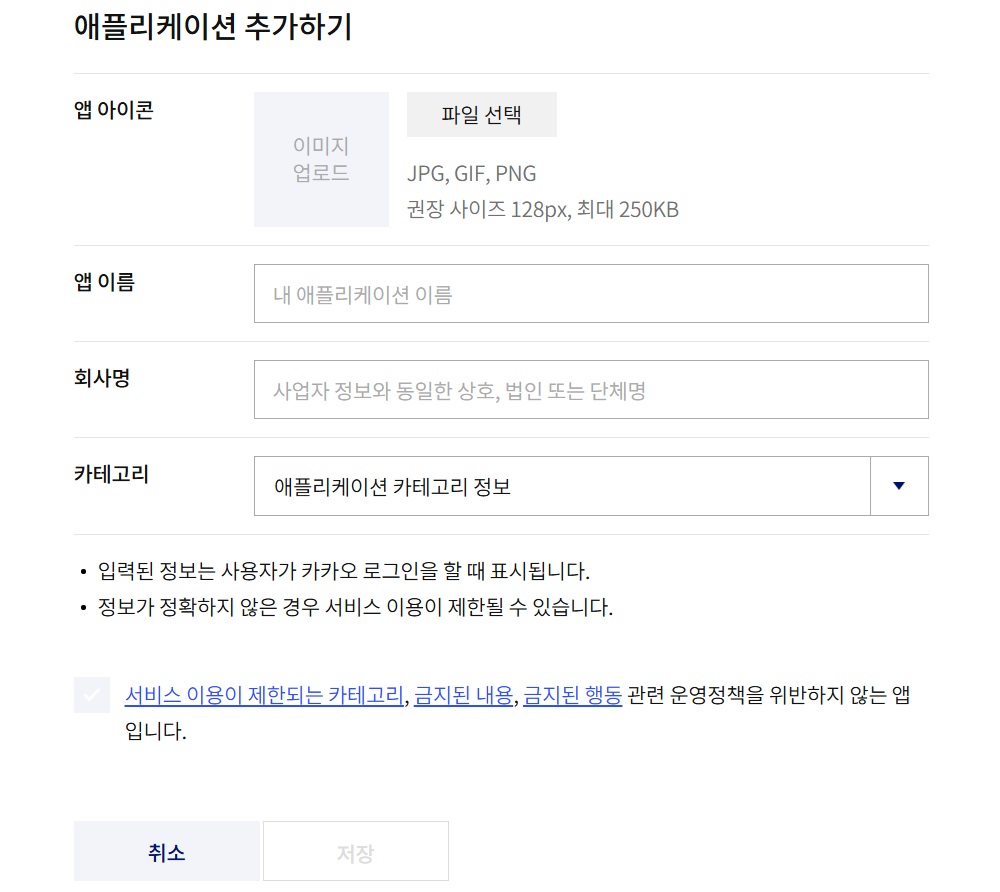 애플리케이션 추가하기
앱 아이콘
이미지
업로드
파일 선택
JPG, GIF, PNG
권장 사이즈 128px, 최대 250KB
앱 이름
내 애플리케이션 이름
회사명
사업자 정보와 동일한 상호, 법인 또는 단체명
카테고리
애플리케이션 카테고리 정보
• 입력된 정보는 사용자가 카카오 로그인을 할 때 표시됩니다.
• 정보가 정확하지 않은 경우 서비스 이용이 제한될 수 있습니다.
서비스 이용이 제한되는 카테고리, 금지된 내용, 금지된 행동 관련 운영정책을 위반하지 않는 앱
입니다.
취소 저장